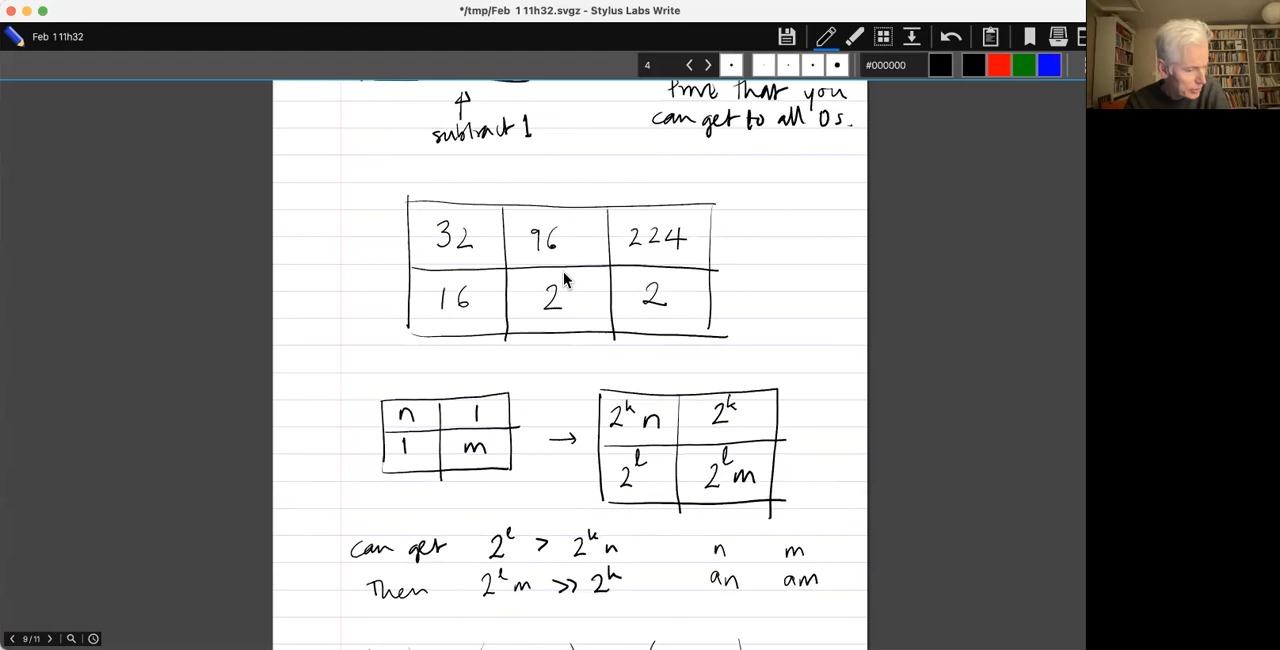 */tmp/Feb 1 11h32.svgz - Stylus Labs Write
Feb 1 11h32
4
#000000
time that you
can get to all 0s.
subtract 1
32 96 224
16 2 2
n 1
1 m
→
2^k n 2^k
2^l 2^l m
can get 2^l > 2^k n n m
Then 2^l m >> 2^k an am
9/11